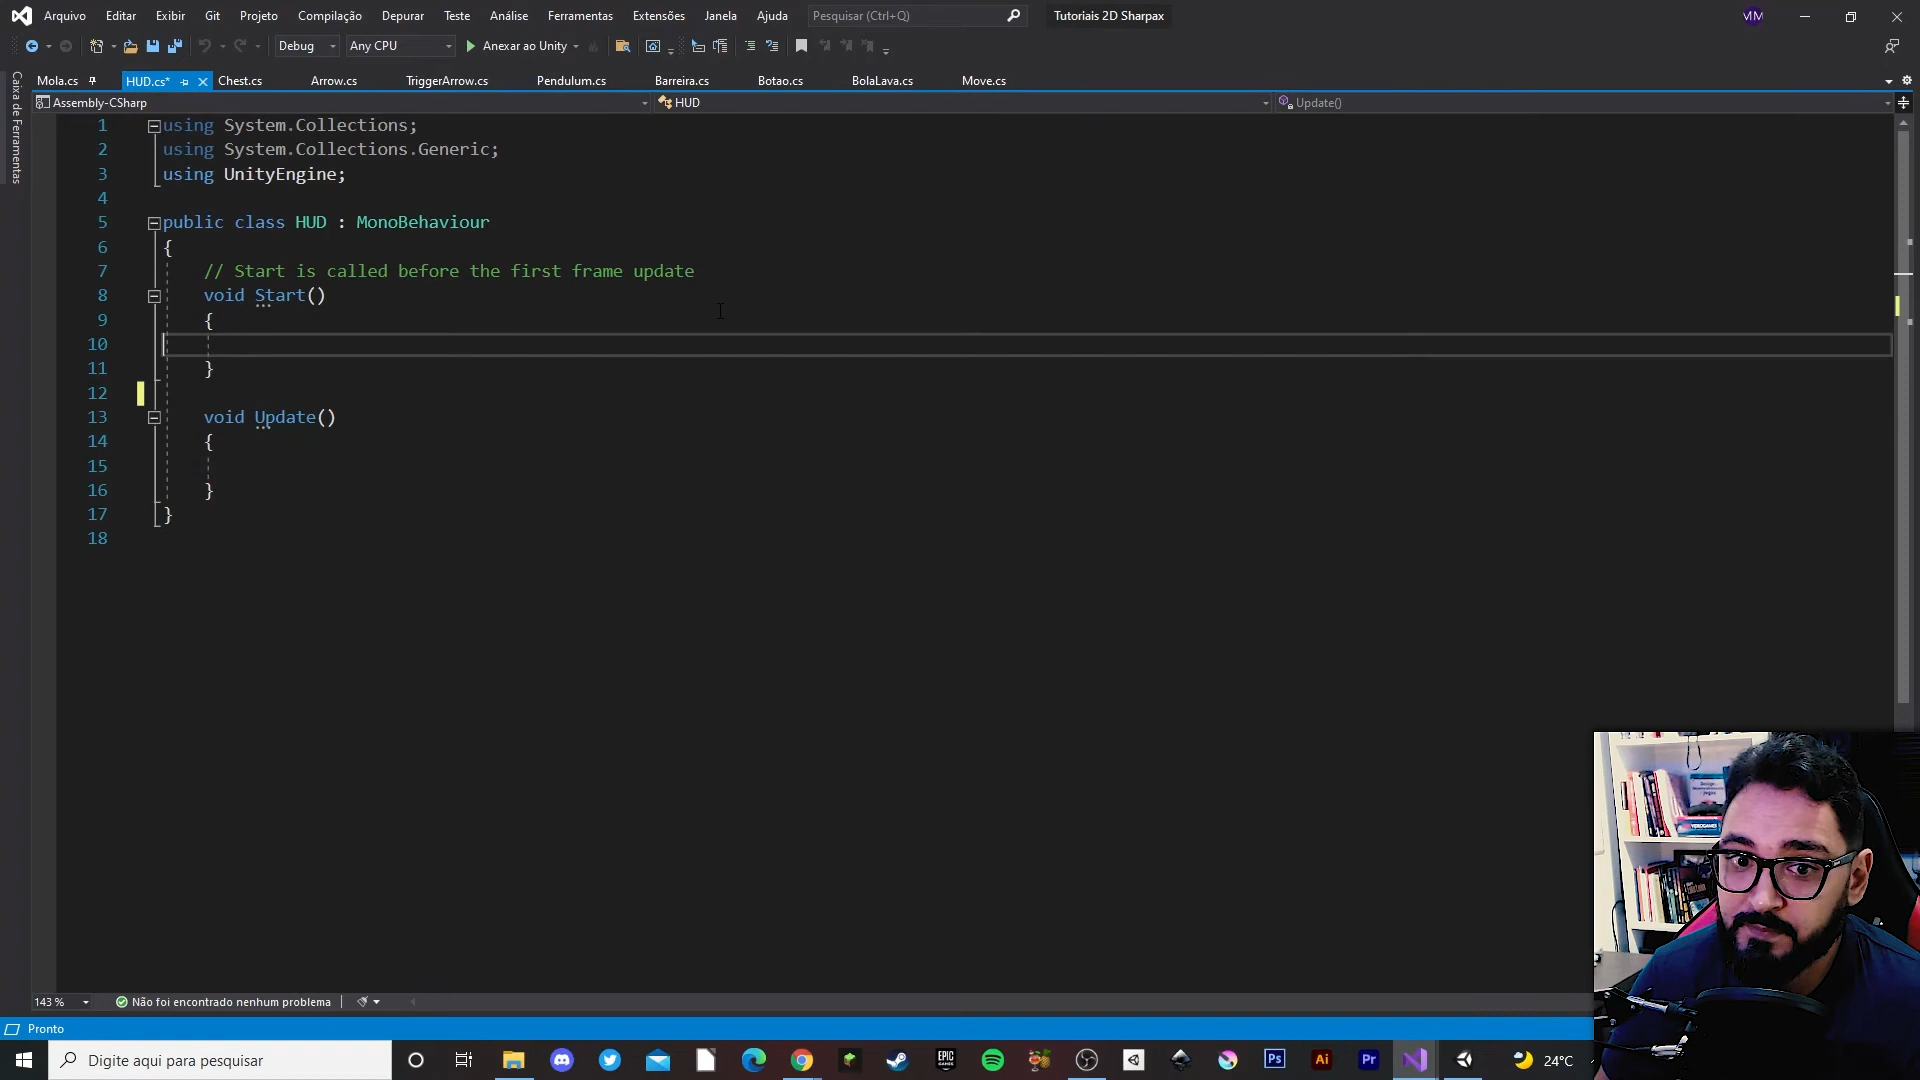 Arquivo Editar Exibir Git Projeto Compilação Depurar Teste Análise Ferramentas Extensões Janela Ajuda Pesquisar (Ctrl+Q) Tutoriais 2D Sharpax
Debug Any CPU Anexar ao Unity
Caixa de Ferramentas
Mola.cs HUD.cs* Chest.cs Arrow.cs TriggerArrow.cs Pendulum.cs Barreira.cs Botao.cs BolaLava.cs Move.cs
Assembly-CSharp HUD Update()
1 using System.Collections;
2 using System.Collections.Generic;
3 using UnityEngine;
4
5 public class HUD : MonoBehaviour
6 {
7 // Start is called before the first frame update
8 void Start()
9 {
10
11 }
12
13 void Update()
14 {
15
16 }
17 }
18
143 % Não foi encontrado nenhum problema
Pronto
Digite aqui para pesquisar
EPIC GAMES
Ps
Ai
Pr
24°C